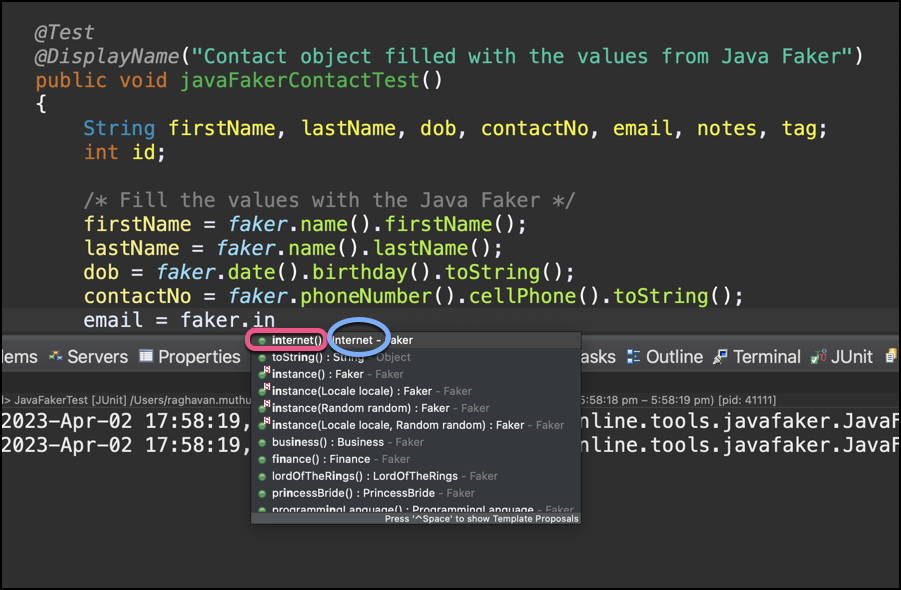 @Test
@DisplayName("Contact object filled with the values from Java Faker")
public void javaFakerContactTest()
{
String firstName, lastName, dob, contactNo, email, notes, tag;
int id;
/* Fill the values with the Java Faker */
firstName = faker.name().firstName();
lastName = faker.name().lastName();
dob = faker.date().birthday().toString();
contactNo = faker.phoneNumber().cellPhone().toString();
email = faker.in
internet() : Internet - Faker
lems Servers Properties asks Outline Terminal JUnit
toString() : String - Object
instance() : Faker - Faker
instance(Locale locale) : Faker - Faker
d> JavaFakerTest [JUnit] /Users/raghavan.muthu 5:58:18 pm – 5:58:19 pm) [pid: 41111]
instance(Random random) : Faker - Faker
2023-Apr-02 17:58:19, nline.tools.javafaker.JavaF
instance(Locale locale, Random random) : Faker - Faker
2023-Apr-02 17:58:19, nline.tools.javafaker.JavaF
business() : Business - Faker
finance() : Finance - Faker
lordOfTheRings() : LordOfTheRings - Faker
princessBride() : PrincessBride - Faker
programmingLanguage() : ProgrammingLanguage - Faker
Press '^Space' to show Template Proposals